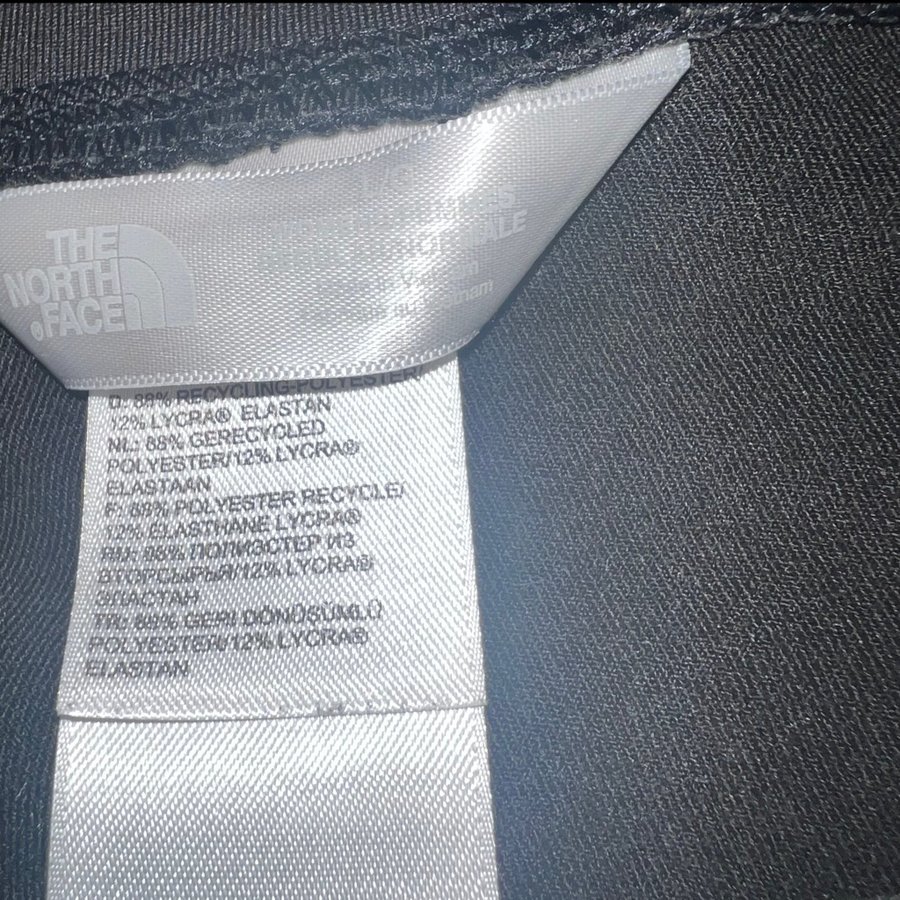 THE
NORTH
FACE
D: 88% RECYCLING-POLYESTER/
12% LYCRA® ELASTAN
NL: 88% GERECYCLED
POLYESTER/12% LYCRA®
ELASTAAN
F: 88% POLYESTER RECYCLE/
12% ELASTHANE LYCRA®
RU: 88% ПОЛИЭСТЕР ИЗ
ВТОРСЫРЬЯ/12% LYCRA®
ЭЛАСТАН
TR: 88% GERİ DÖNÜŞÜMLÜ
POLYESTER/12% LYCRA®
ELASTAN